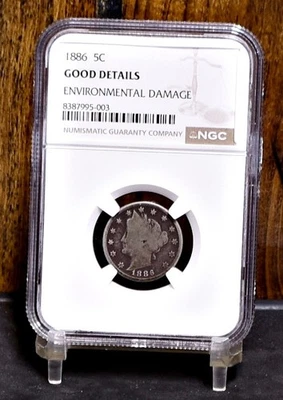 1886 5C
GOOD DETAILS
ENVIRONMENTAL DAMAGE
8387995-003
NUMISMATIC GUARANTY COMPANY
NGC
1886